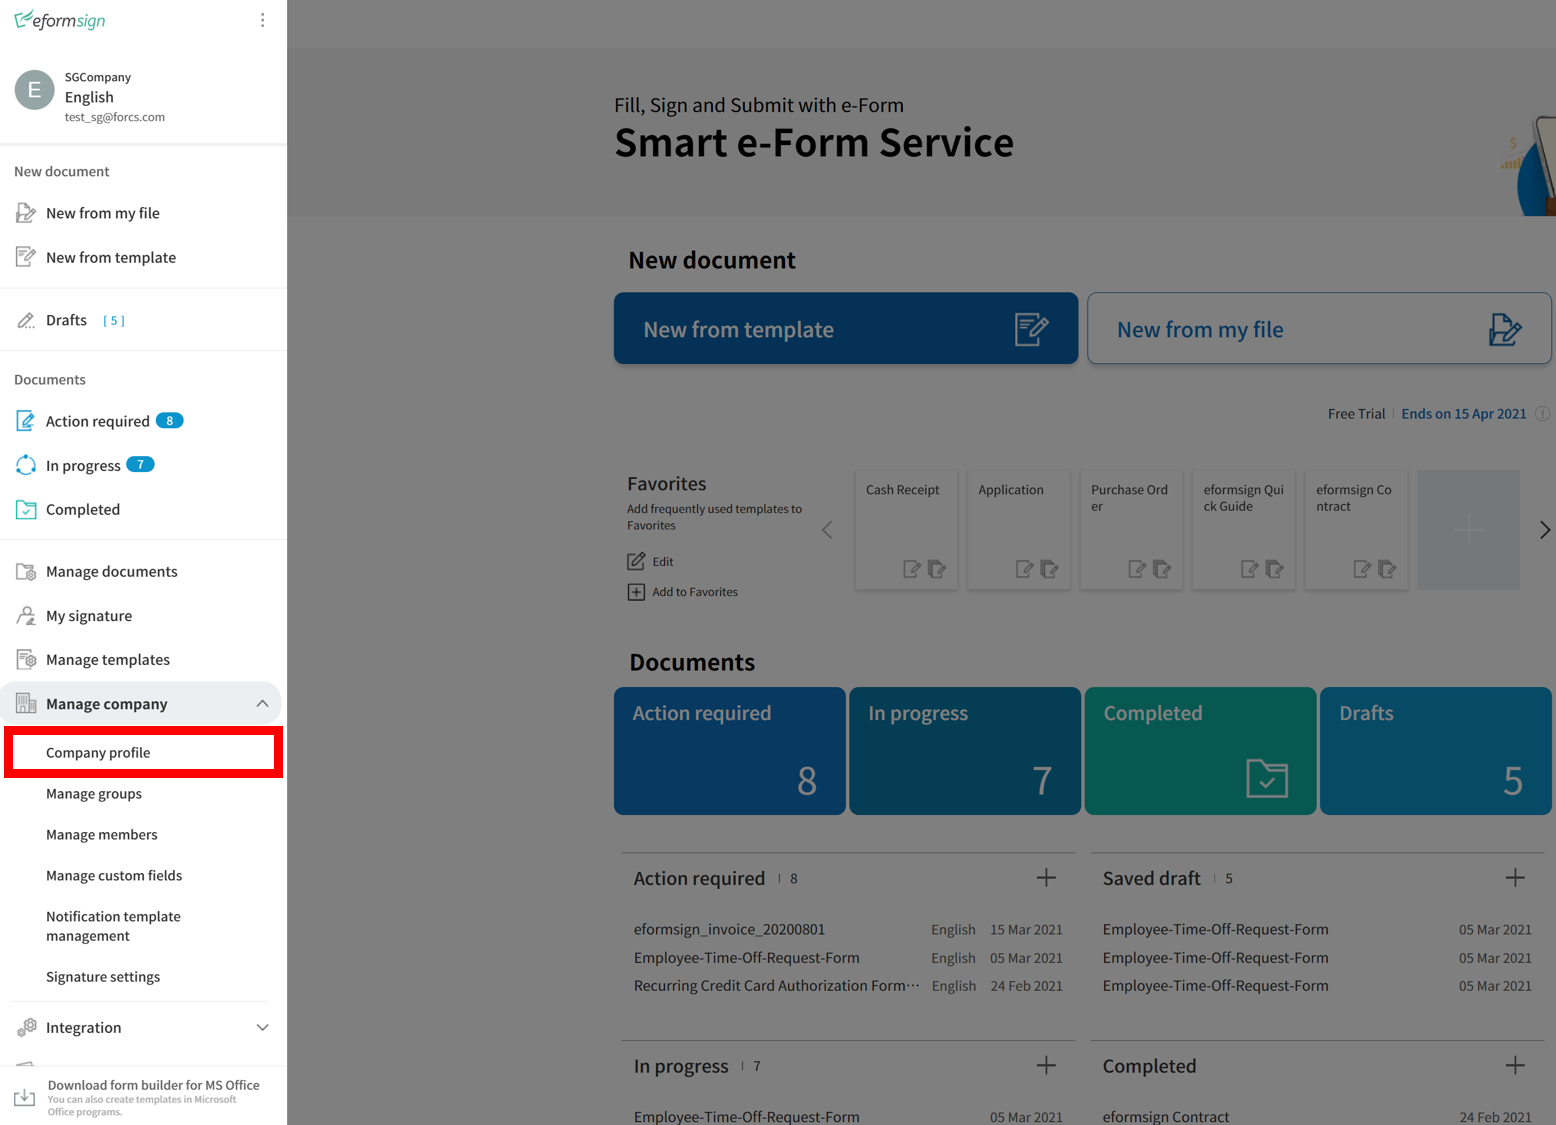 eformsign
E
SGCompany
English
test_sg@forcs.com
New document
New from my file
New from template
Drafts [ 5 ]
Documents
Action required 8
In progress 7
Completed
Manage documents
My signature
Manage templates
Manage company
Company profile
Manage groups
Manage members
Manage custom fields
Notification template
management
Signature settings
Integration
Download form builder for MS Office
You can also create templates in Microsoft
Office programs.
Fill, Sign and Submit with e-Form
Smart e-Form Service
New document
New from template
New from my file
Free Trial | Ends on 15 Apr 2021
Favorites
Add frequently used templates to
Favorites
Edit
Add to Favorites
Cash Receipt
Application
Purchase Ord
er
eformsign Qui
ck Guide
eformsign Co
ntract
Documents
Action required
8
In progress
7
Completed
Drafts
5
Action required | 8
eformsign_invoice_20200801 English 15 Mar 2021
Employee-Time-Off-Request-Form English 05 Mar 2021
Recurring Credit Card Authorization Form··· English 24 Feb 2021
Saved draft | 5
Employee-Time-Off-Request-Form 05 Mar 2021
Employee-Time-Off-Request-Form 05 Mar 2021
Employee-Time-Off-Request-Form 05 Mar 2021
In progress | 7
Employee-Time-Off-Request-Form 05 Mar 2021
Completed
eformsign Contract 24 Feb 2021